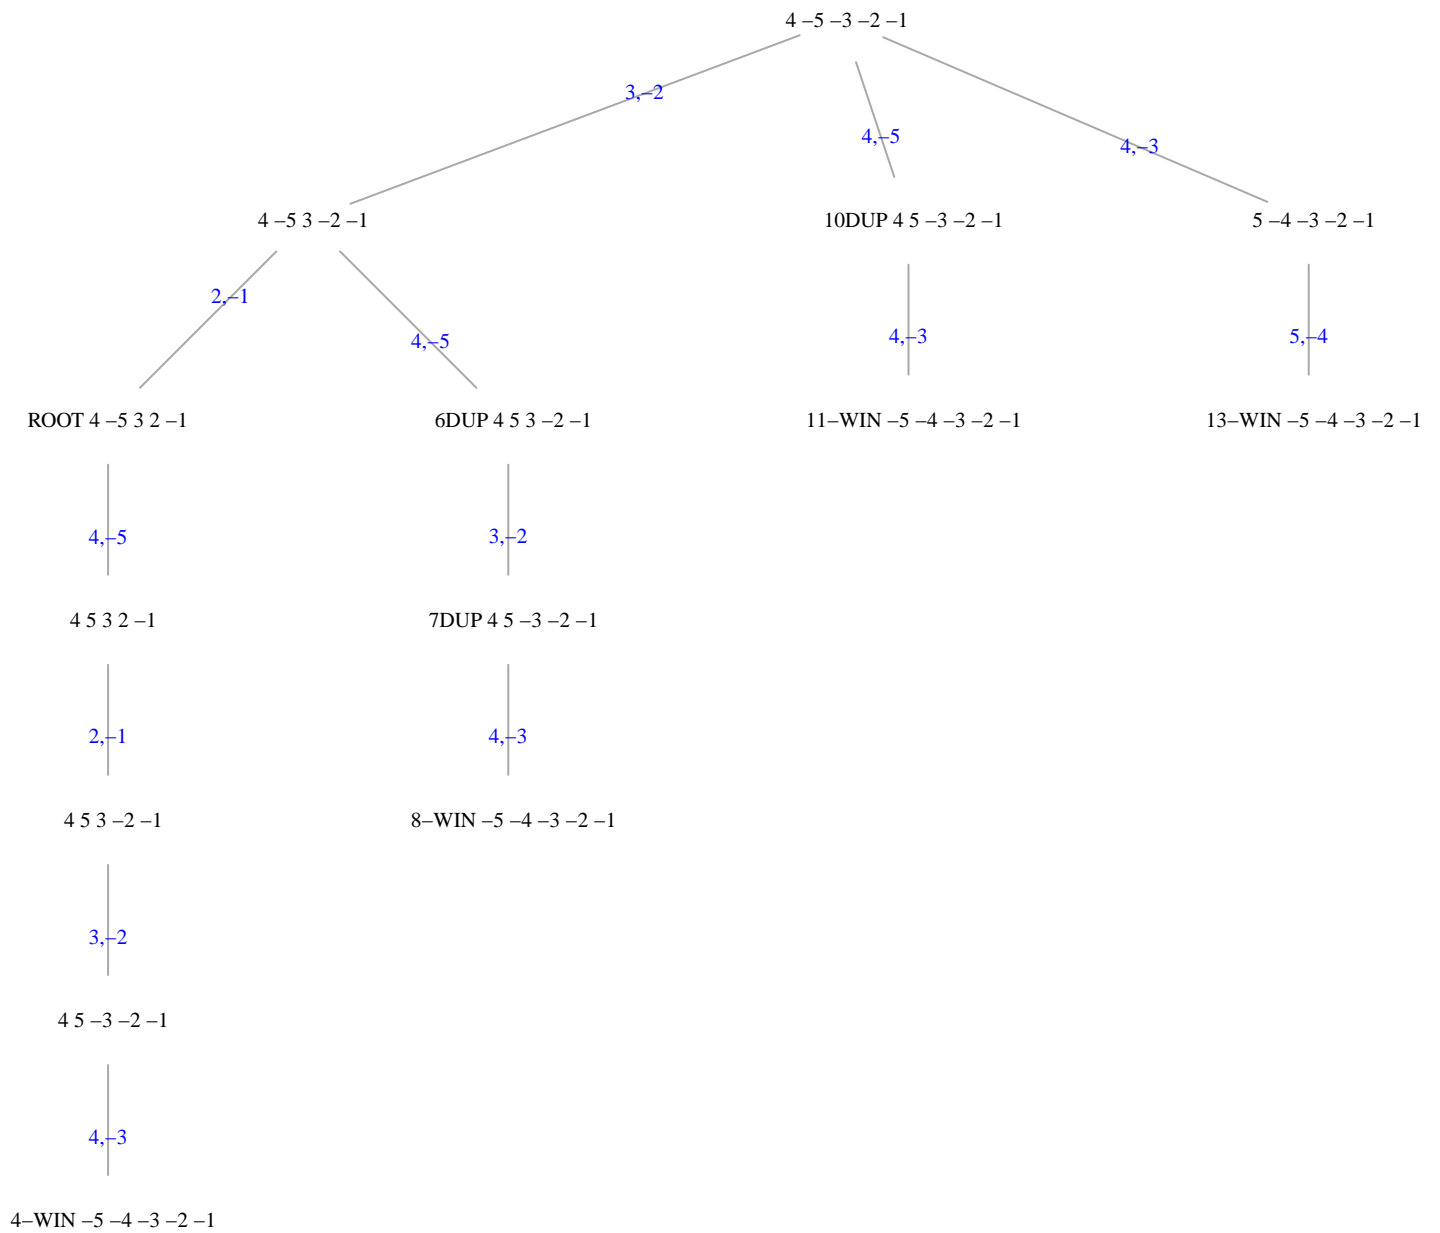 4 –5 –3 –2 –1
3,–2
4,–5
4,–3
4 –5 3 –2 –1
10DUP 4 5 –3 –2 –1
5 –4 –3 –2 –1
2,–1
4,–5
4,–3
5,–4
ROOT 4 –5 3 2 –1
6DUP 4 5 3 –2 –1
11–WIN –5 –4 –3 –2 –1
13–WIN –5 –4 –3 –2 –1
4,–5
3,–2
4 5 3 2 –1
7DUP 4 5 –3 –2 –1
2,–1
4,–3
4 5 3 –2 –1
8–WIN –5 –4 –3 –2 –1
3,–2
4 5 –3 –2 –1
4,–3
4–WIN –5 –4 –3 –2 –1